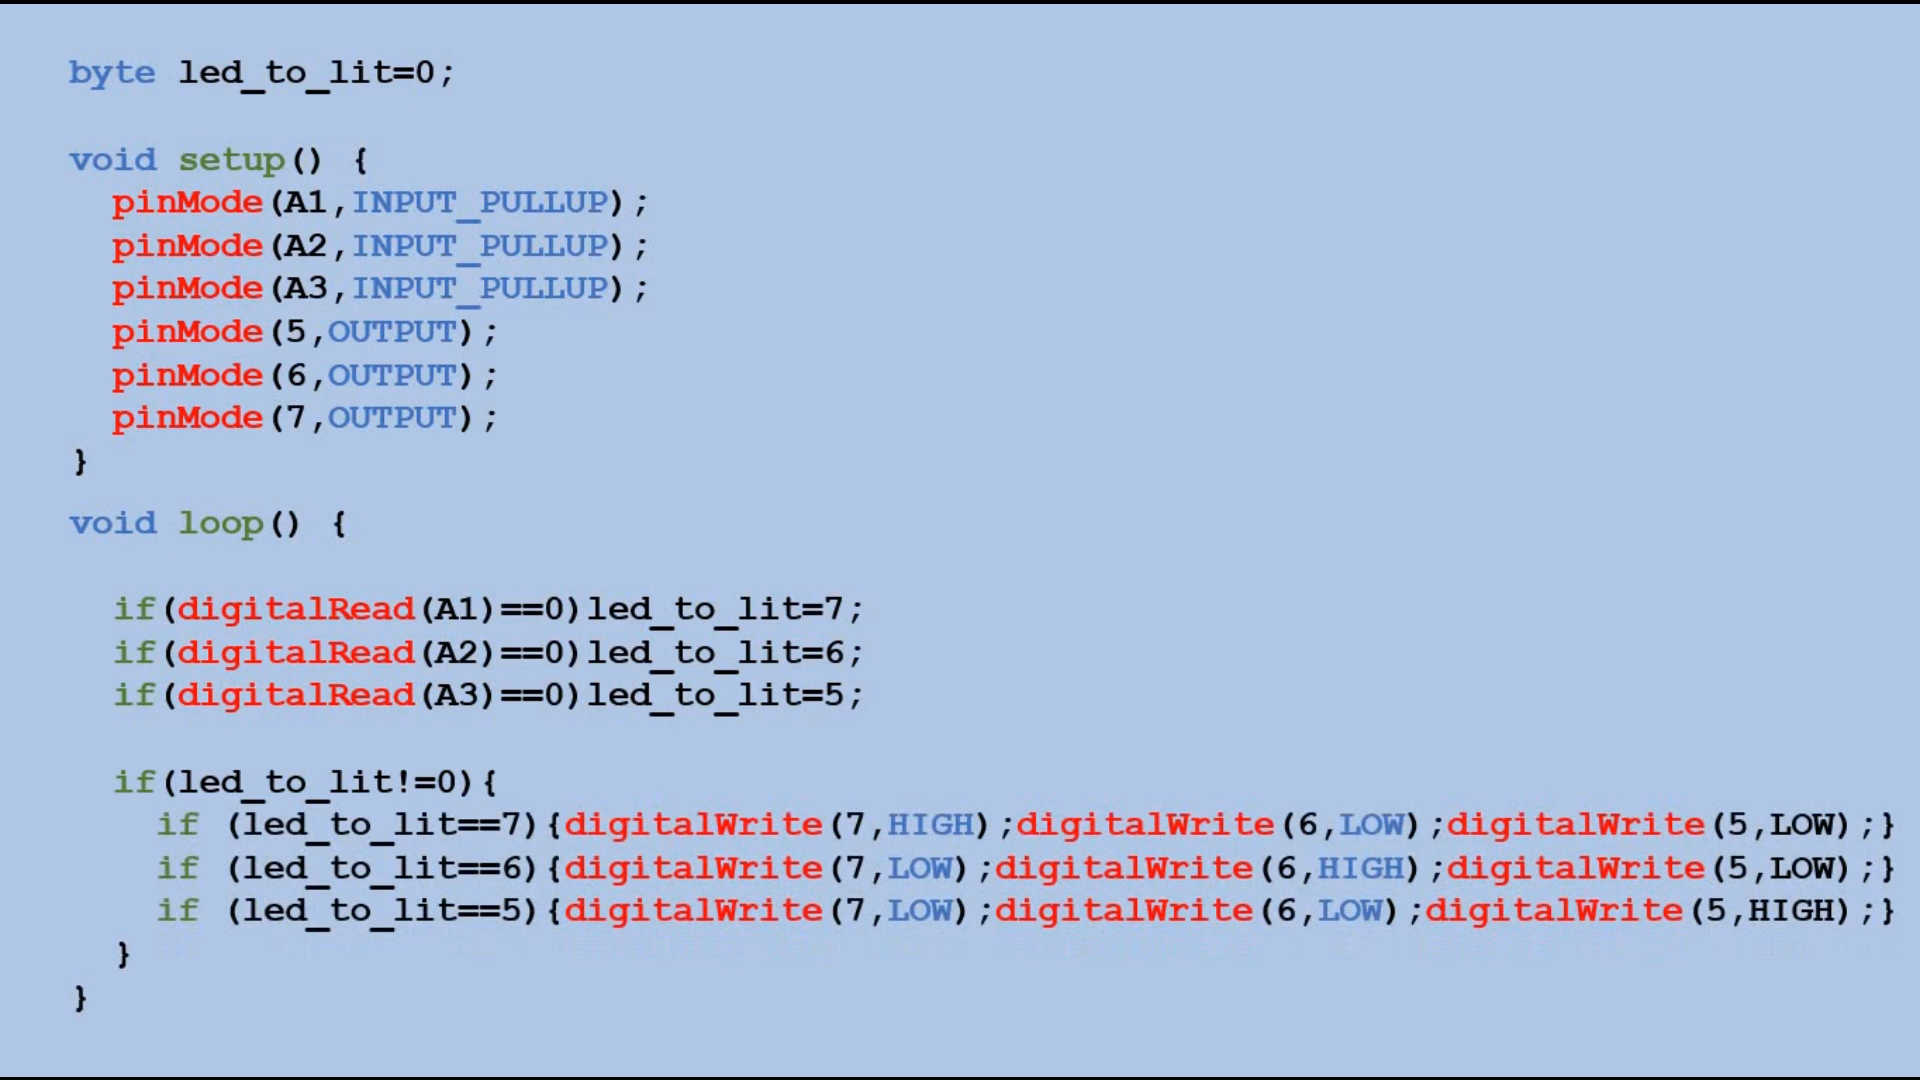 byte led_to_lit=0;
void setup() {
pinMode(A1,INPUT_PULLUP);
pinMode(A2,INPUT_PULLUP);
pinMode(A3,INPUT_PULLUP);
pinMode(5,OUTPUT);
pinMode(6,OUTPUT);
pinMode(7,OUTPUT);
}
void loop() {
if(digitalRead(A1)==0)led_to_lit=7;
if(digitalRead(A2)==0)led_to_lit=6;
if(digitalRead(A3)==0)led_to_lit=5;
if(led_to_lit!=0){
if (led_to_lit==7){digitalWrite(7,HIGH);digitalWrite(6,LOW);digitalWrite(5,LOW);}
if (led_to_lit==6){digitalWrite(7,LOW);digitalWrite(6,HIGH);digitalWrite(5,LOW);}
if (led_to_lit==5){digitalWrite(7,LOW);digitalWrite(6,LOW);digitalWrite(5,HIGH);}
}
}